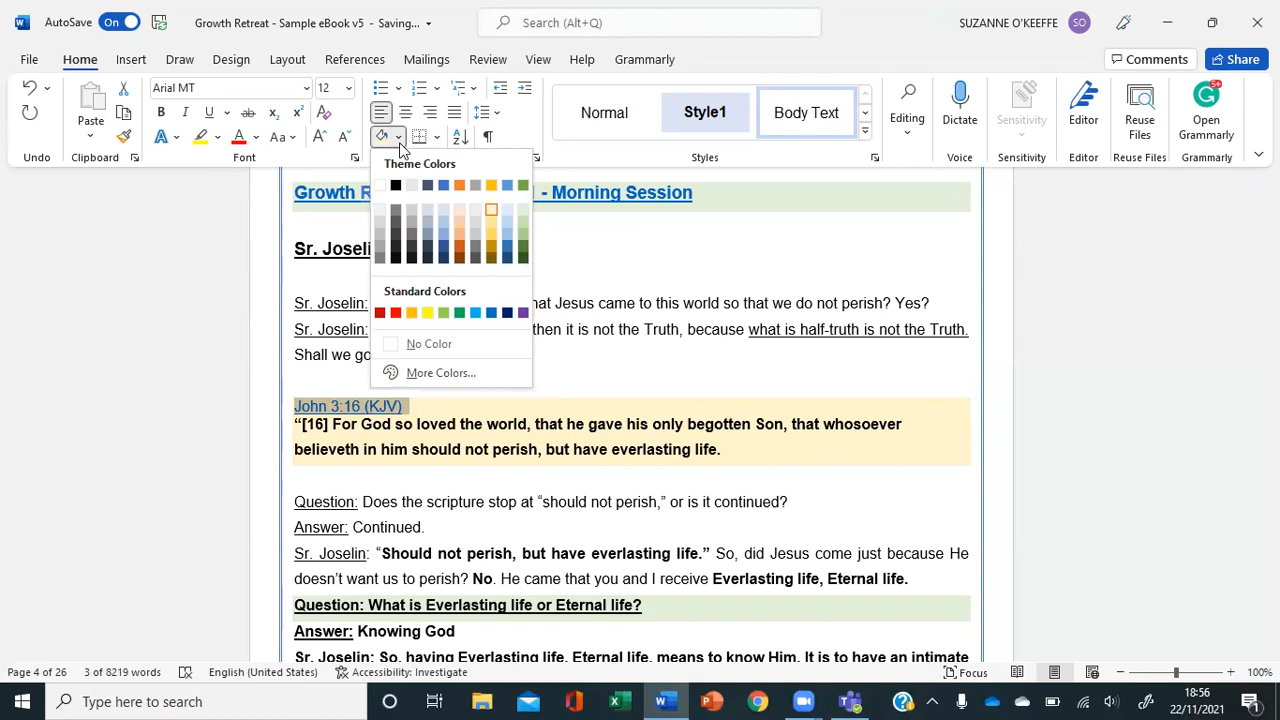 AutoSave On Growth Retreat - Sample eBook v5 - Saving... Search (Alt+Q) SUZANNE O'KEEFFE SO
File Home Insert Draw Design Layout References Mailings Review View Help Grammarly Comments Share
Arial MT 12
Paste
Normal Style1 Body Text
Editing Dictate Sensitivity Editor Reuse Files Open Grammarly
Undo Clipboard Font Styles Voice Sensitivity Editor Reuse Files Grammarly
Theme Colors
Standard Colors
No Color
More Colors...
Growth R - Morning Session
Sr. Joseli
Sr. Joselin: hat Jesus came to this world so that we do not perish? Yes?
Sr. Joselin: then it is not the Truth, because what is half-truth is not the Truth.
Shall we go
John 3:16 (KJV)
“[16] For God so loved the world, that he gave his only begotten Son, that whosoever
believeth in him should not perish, but have everlasting life.
Question: Does the scripture stop at “should not perish,” or is it continued?
Answer: Continued.
Sr. Joselin: “Should not perish, but have everlasting life.” So, did Jesus come just because He
doesn’t want us to perish? No. He came that you and I receive Everlasting life, Eternal life.
Question: What is Everlasting life or Eternal life?
Answer: Knowing God
Sr. Joselin: So, having Everlasting life, Eternal life, means to know Him. It is to have an intimate
Page 4 of 26 3 of 8219 words English (United States) Accessibility: Investigate Focus 100%
Type here to search
18:56
22/11/2021